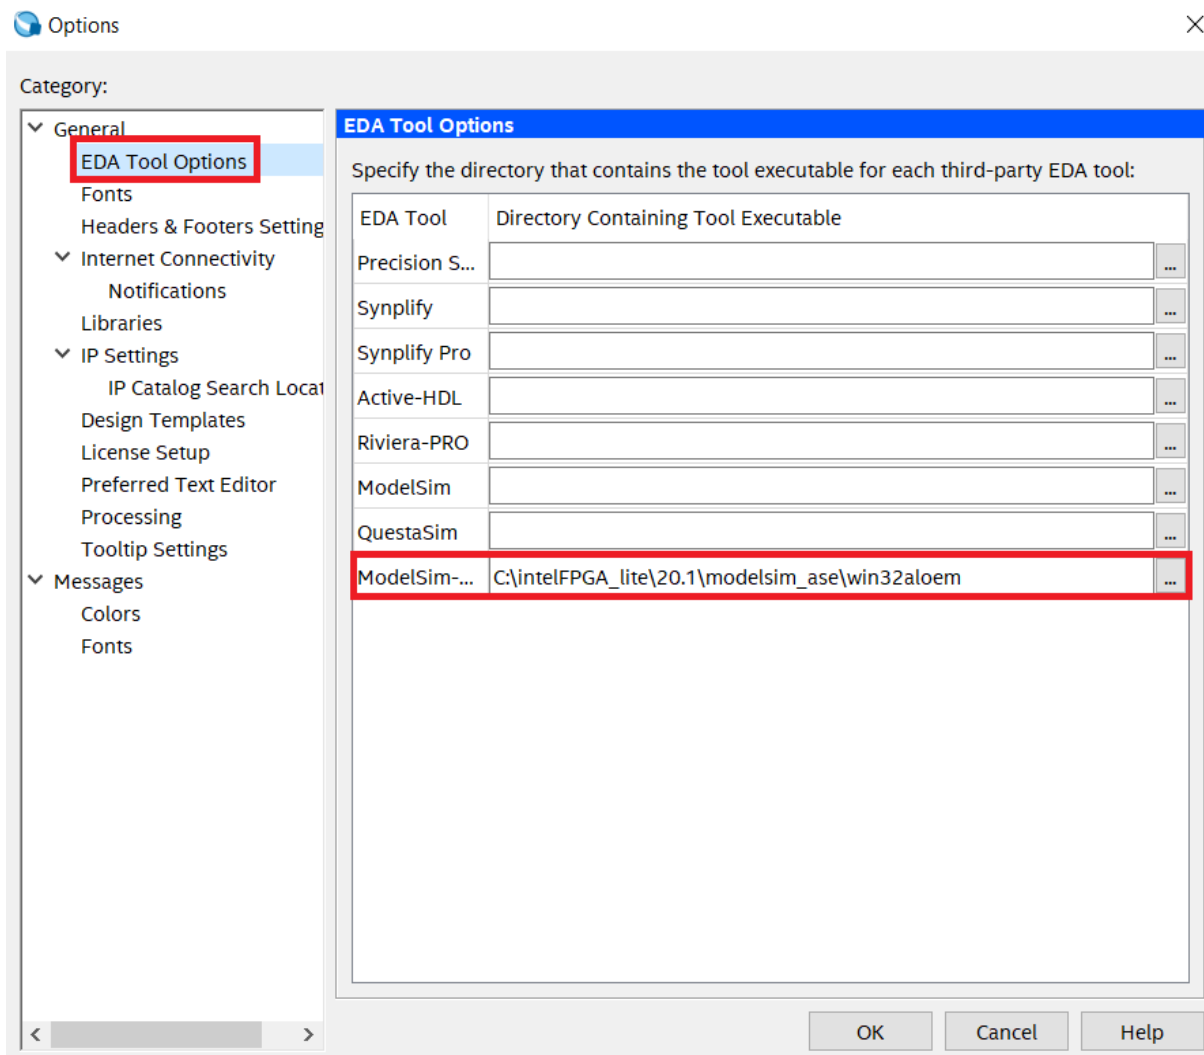 Options
Category:
General
EDA Tool Options
Fonts
Headers & Footers Setting
Internet Connectivity
Notifications
Libraries
IP Settings
IP Catalog Search Locat
Design Templates
License Setup
Preferred Text Editor
Processing
Tooltip Settings
Messages
Colors
Fonts
EDA Tool Options
Specify the directory that contains the tool executable for each third-party EDA tool:
EDA Tool Directory Containing Tool Executable
Precision S... ...
Synplify ...
Synplify Pro ...
Active-HDL ...
Riviera-PRO ...
ModelSim ...
QuestaSim ...
ModelSim-... C:\intelFPGA_lite\20.1\modelsim_ase\win32aloem ...
OK Cancel Help